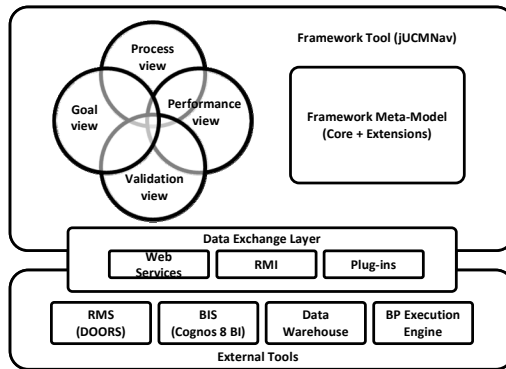 Framework Tool (jUCMNav)
Process
view
Goal
view
Performance
view
Validation
view
Framework Meta-Model
(Core + Extensions)
Data Exchange Layer
Web
Services
RMI
Plug-ins
RMS
(DOORS)
BIS
(Cognos 8 BI)
Data
Warehouse
BP Execution
Engine
External Tools